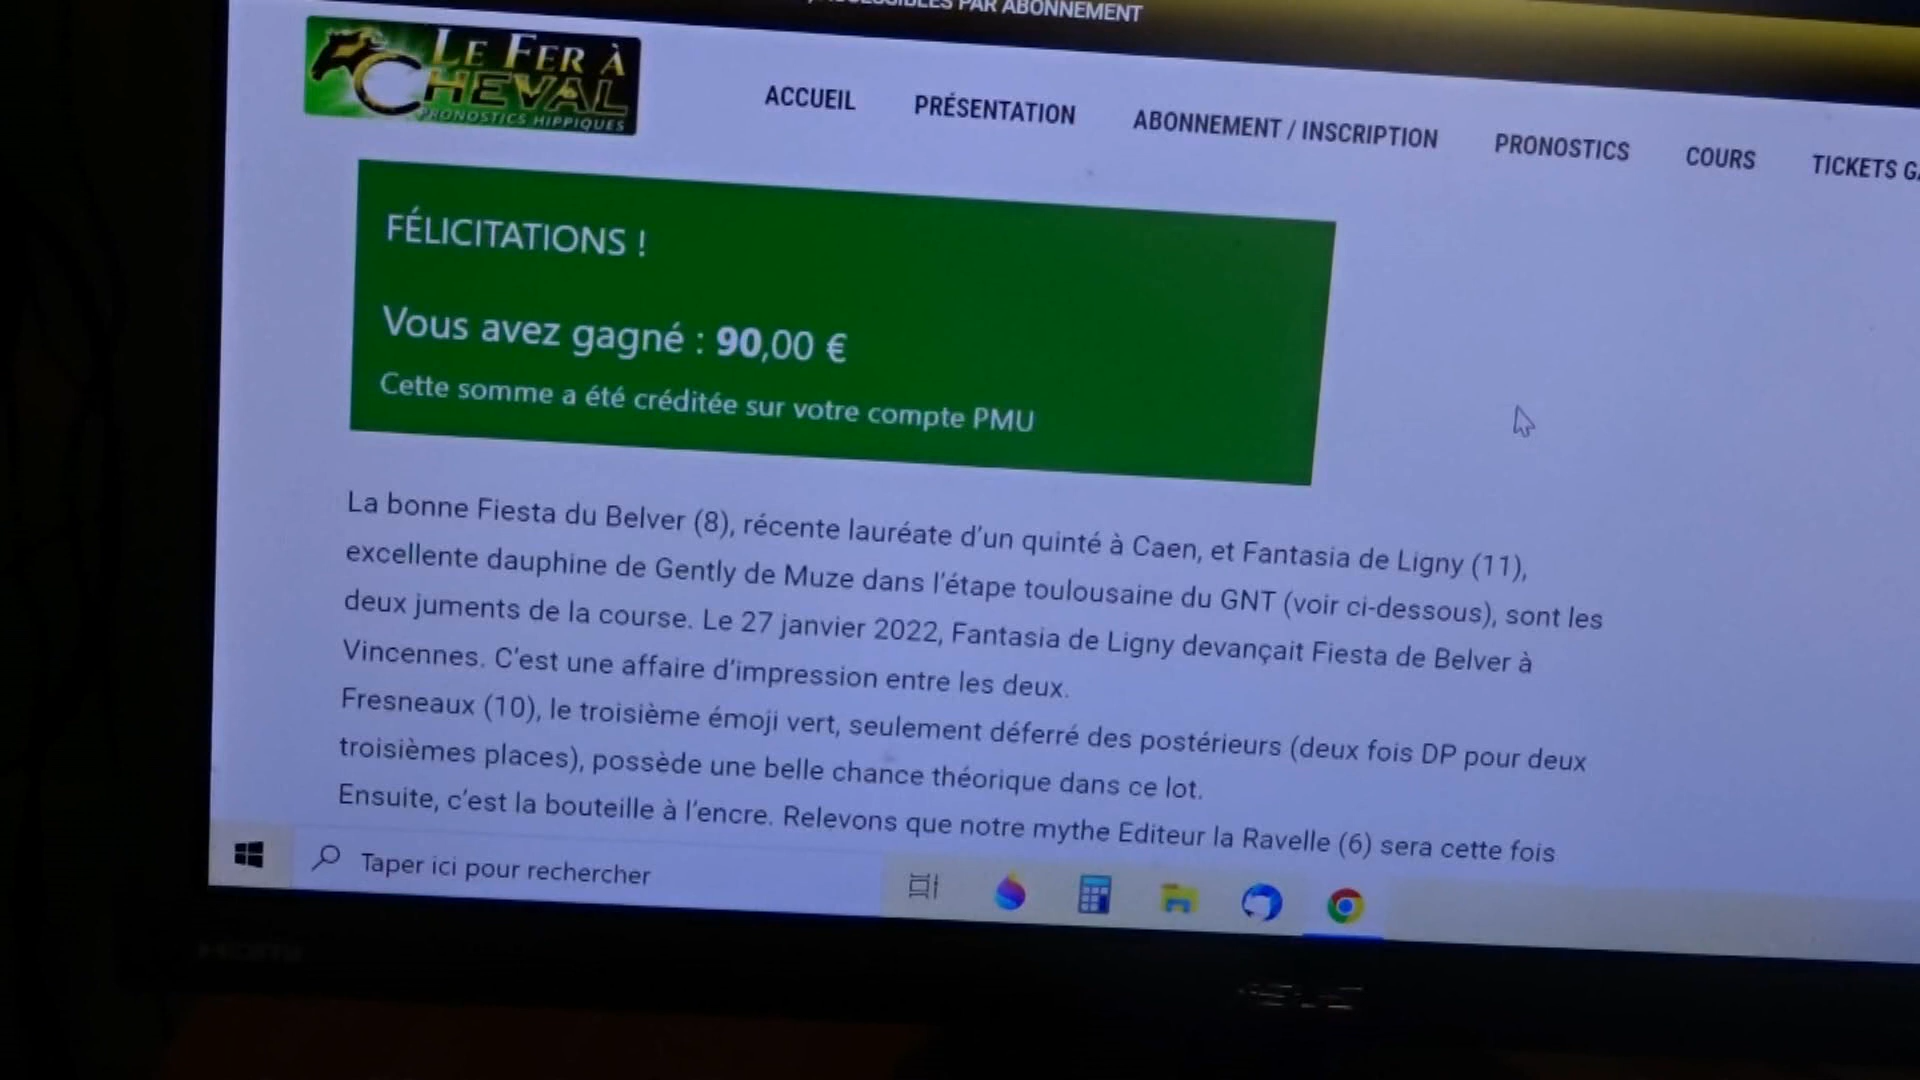 PAR ABONNEMENT
LE FER À
CHEVAL
PRONOSTICS HIPPIQUES
ACCUEIL PRÉSENTATION ABONNEMENT / INSCRIPTION PRONOSTICS COURS TICKETS
FÉLICITATIONS !
Vous avez gagné : 90,00 €
Cette somme a été créditée sur votre compte PMU
La bonne Fiesta du Belver (8), récente lauréate d'un quinté à Caen, et Fantasia de Ligny (11),
excellente dauphine de Gently de Muze dans l'étape toulousaine du GNT (voir ci-dessous), sont les
deux juments de la course. Le 27 janvier 2022, Fantasia de Ligny devançait Fiesta de Belver à
Vincennes. C'est une affaire d'impression entre les deux.
Fresneaux (10), le troisième émoji vert, seulement déferré des postérieurs (deux fois DP pour deux
troisièmes places), possède une belle chance théorique dans ce lot.
Ensuite, c'est la bouteille à l'encre. Relevons que notre mythe Editeur la Ravelle (6) sera cette fois
Taper ici pour rechercher